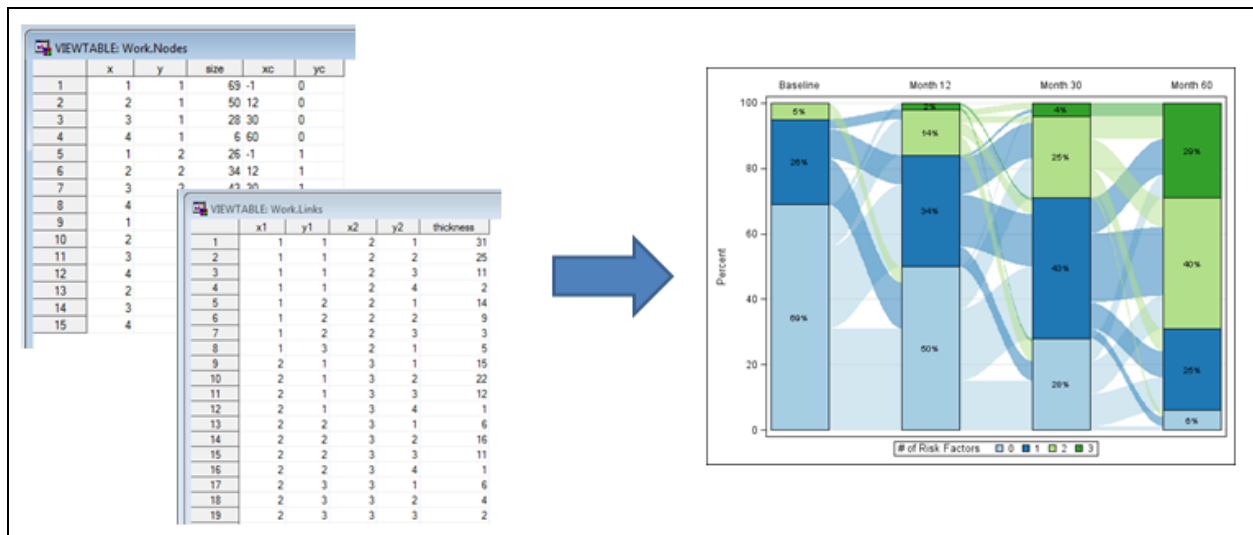 VIEWTABLE: Work.Nodes
x y size xc yc
1 1 1 69 -1 0
2 2 1 50 12 0
3 3 1 28 30 0
4 4 1 6 60 0
5 1 2 26 -1 1
6 2 2 34 12 1
7 3 2 43 30 1
8 4
9 1
10 2
11 3
12 4
13 2
14 3
15 4
VIEWTABLE: Work.Links
x1 y1 x2 y2 thickness
1 1 1 2 1 31
2 1 1 2 2 25
3 1 1 2 3 11
4 1 1 2 4 2
5 1 2 2 1 14
6 1 2 2 2 9
7 1 2 2 3 3
8 1 3 2 1 5
9 2 1 3 1 15
10 2 1 3 2 22
11 2 1 3 3 12
12 2 1 3 4 1
13 2 2 3 1 6
14 2 2 3 2 16
15 2 2 3 3 11
16 2 2 3 4 1
17 2 3 3 1 6
18 2 3 3 2 4
19 2 3 3 3 2
Baseline Month 12 Month 30 Month 60
Percent
100
80
60
40
20
0
5% 2% 4% 29%
26% 14% 25% 40%
69% 34% 43% 25%
50% 28% 6%
# of Risk Factors 0 1 2 3